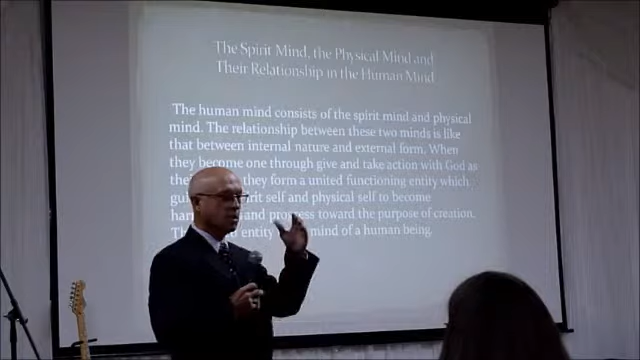 The Spirit Mind, the Physical Mind and
Their Relationship in the Human Mind
The human mind consists of the spirit mind and physical
mind. The relationship between these two minds is like
that between internal nature and external form. When
they become one through give and take action with God as
they form a united functioning entity which
self and physical self to become
and progress toward the purpose of creation.
entity mind of a human being.